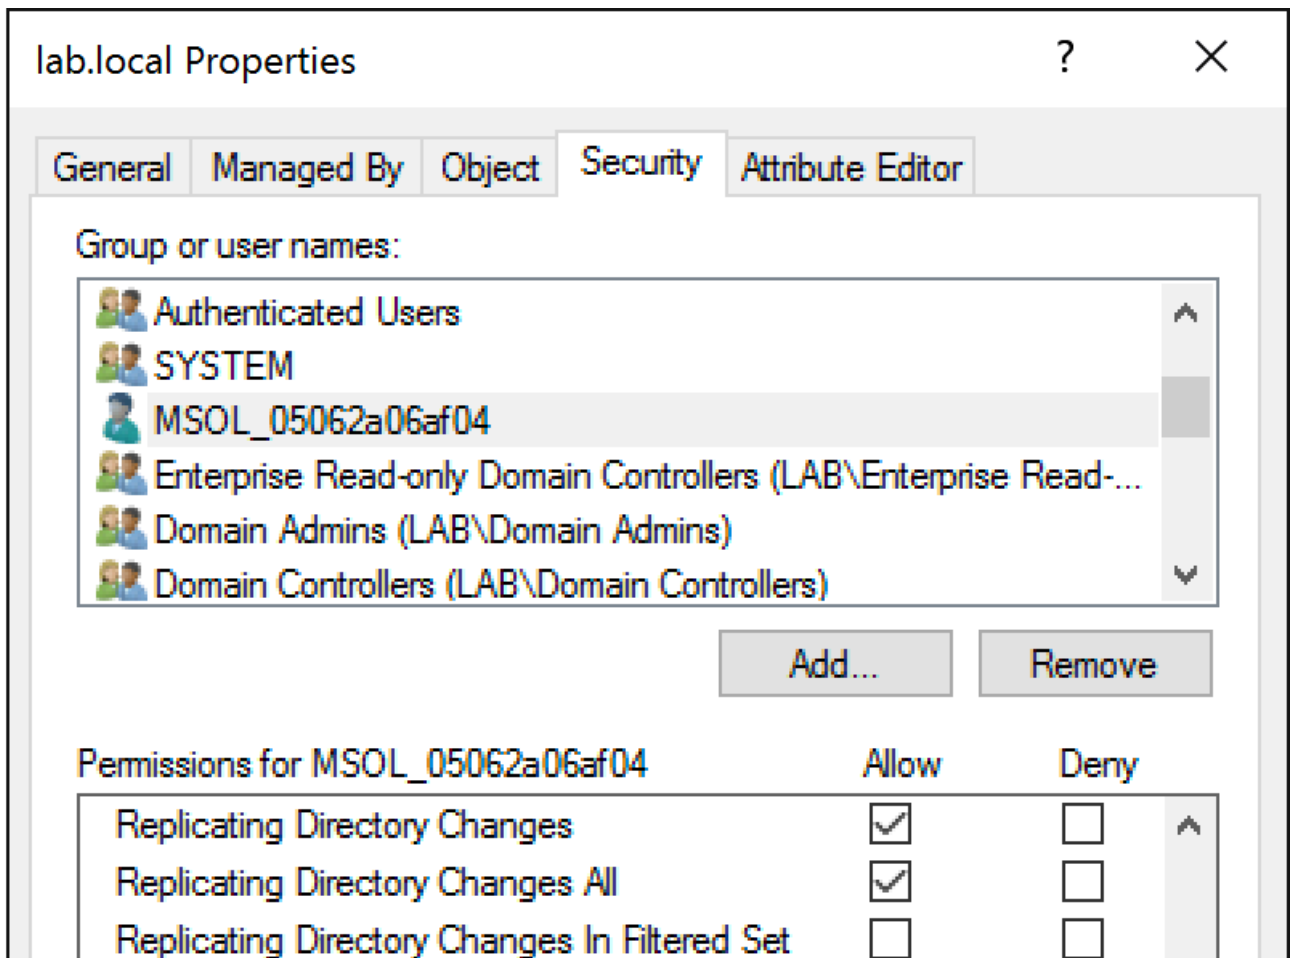 lab.local Properties ?
General Managed By Object Security Attribute Editor
Group or user names:
Authenticated Users
SYSTEM
MSOL_05062a06af04
Enterprise Read-only Domain Controllers (LAB\Enterprise Read-...
Domain Admins (LAB\Domain Admins)
Domain Controllers (LAB\Domain Controllers)
Add... Remove
Permissions for MSOL_05062a06af04 Allow Deny
Replicating Directory Changes
Replicating Directory Changes All
Replicating Directory Changes In Filtered Set